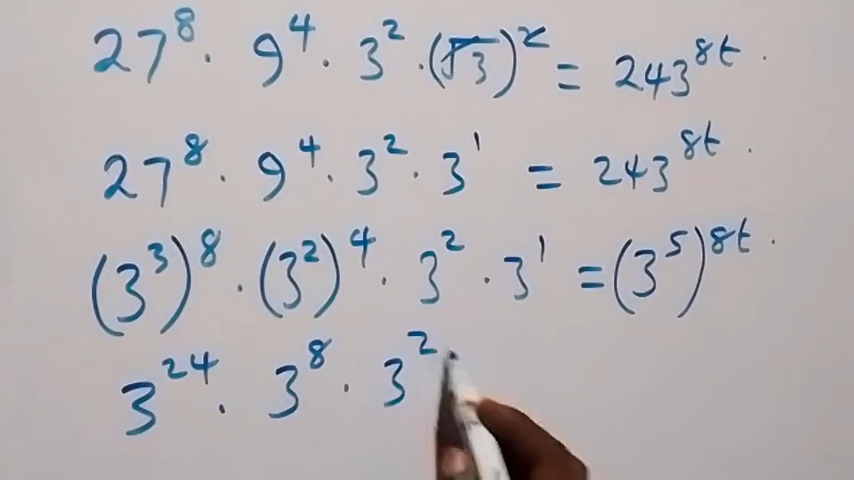 27⁸ · 9⁴ · 3² · (√3)² = 243⁸ᵗ .
27⁸ · 9⁴ · 3² · 3¹ = 243⁸ᵗ .
(3³)⁸ · (3²)⁴ · 3² · 3¹ = (3⁵)⁸ᵗ .
3²⁴ · 3⁸ · 3²